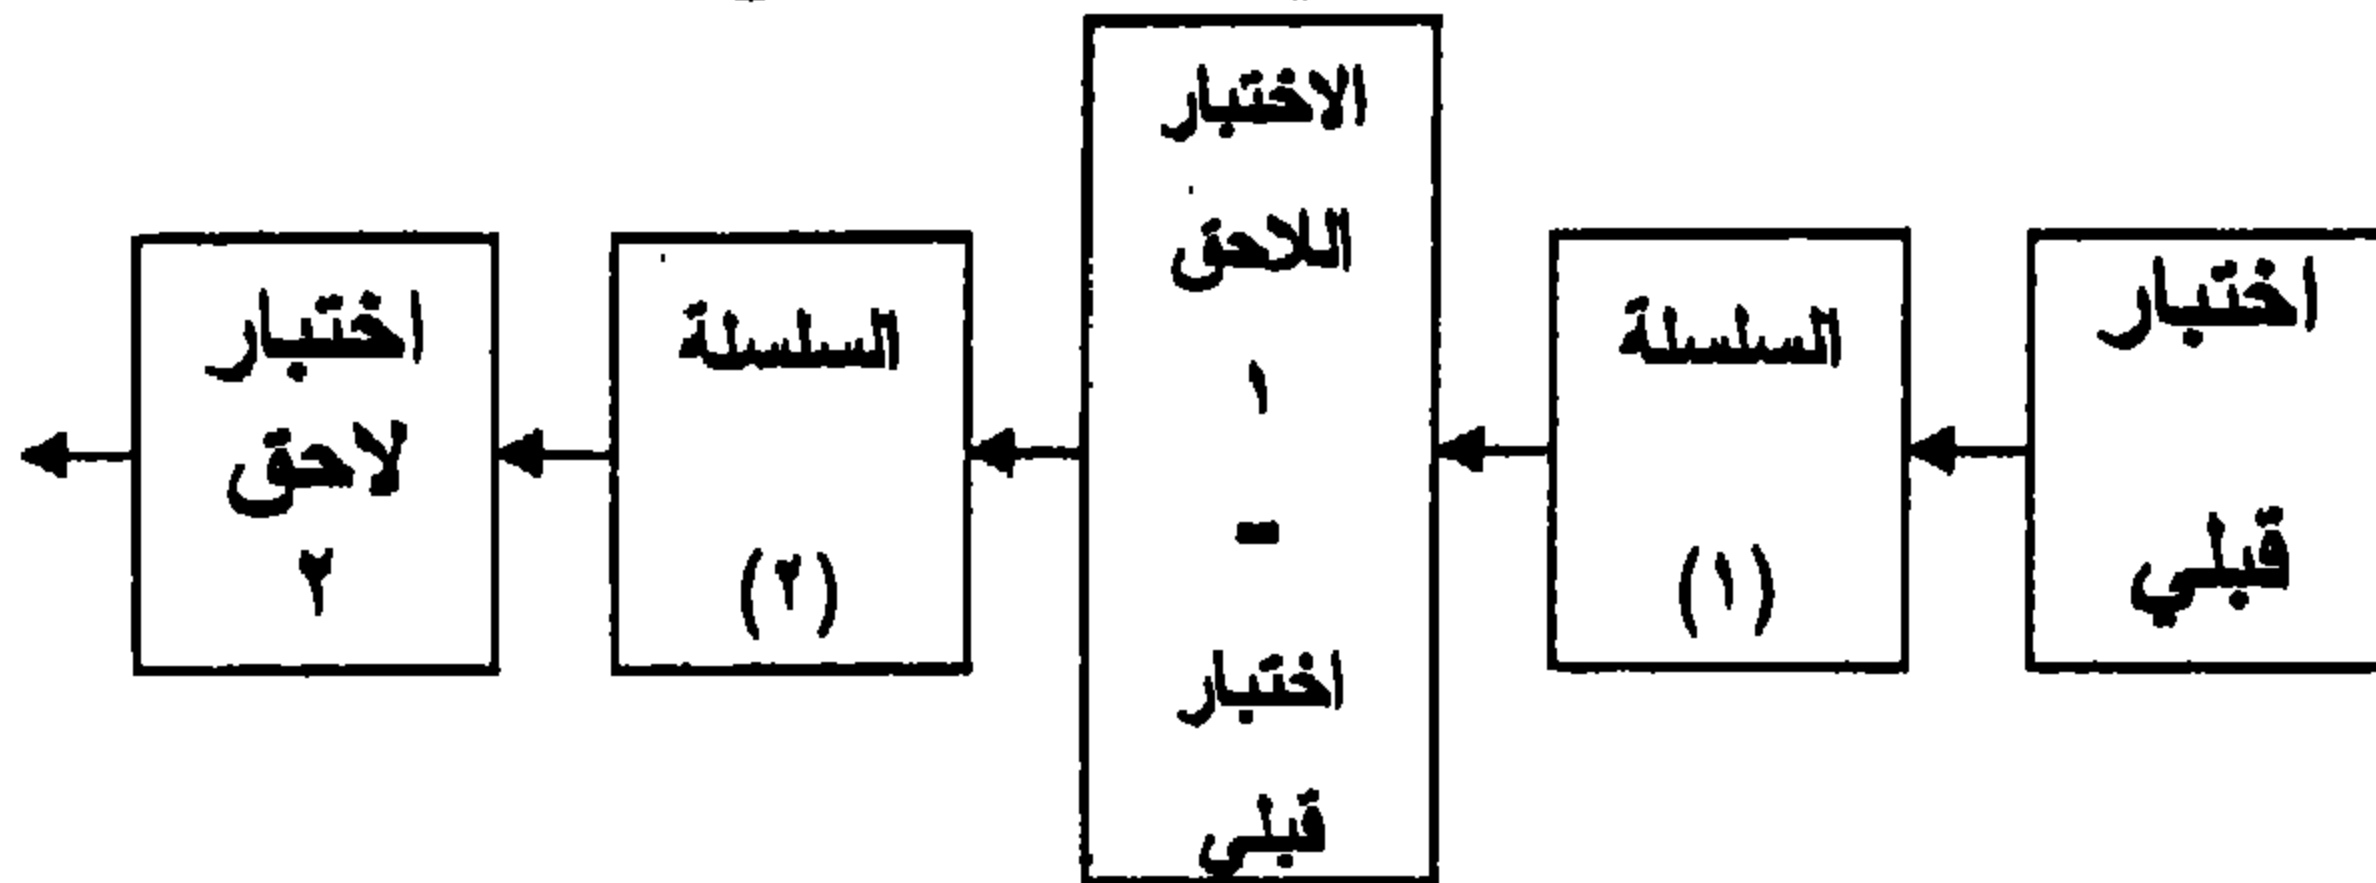 اختبار
قبلي
السلسلة
(١)
الاختبار
اللاحق
١
-
اختبار
قبلي
السلسلة
(٢)
اختبار
لاحق
٢